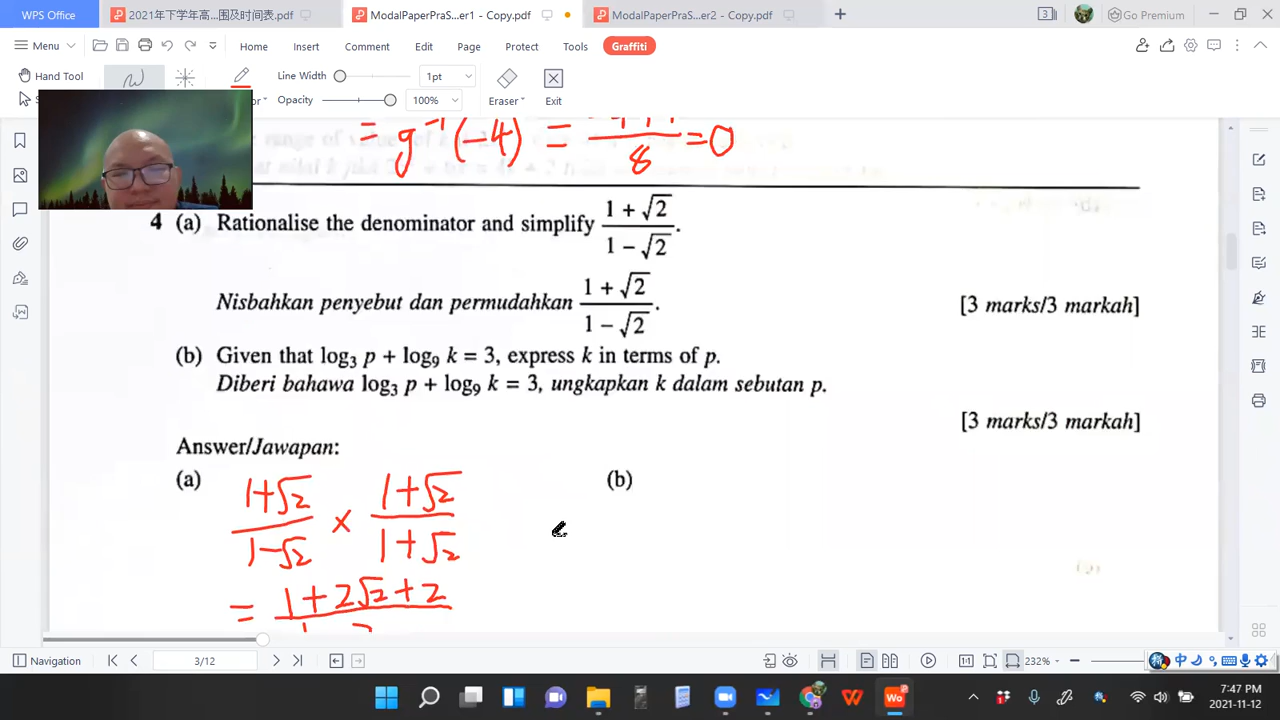 WPS Office
2021年下学年高...围及时间表.pdf
ModalPaperPraS...er1 - Copy.pdf
ModalPaperPraS...er2 - Copy.pdf
3
Go Premium
Menu
Home
Insert
Comment
Edit
Page
Protect
Tools
Graffiti
Hand Tool
Line Width
1pt
Opacity
100%
Eraser
Exit
= g⁻¹(-4) = 8 = 0
4 (a) Rationalise the denominator and simplify (1 + √2)/(1 - √2).
Nisbahkan penyebut dan permudahkan (1 + √2)/(1 - √2).
[3 marks/3 markah]
(b) Given that log₃ p + log₉ k = 3, express k in terms of p.
Diberi bahawa log₃ p + log₉ k = 3, ungkapkan k dalam sebutan p.
[3 marks/3 markah]
Answer/Jawapan:
(a) (b)
(1+√2)/(1-√2) × (1+√2)/(1+√2)
= 1+2√2+2
Navigation
3/12
1:1
232%
中
7:47 PM
2021-11-12